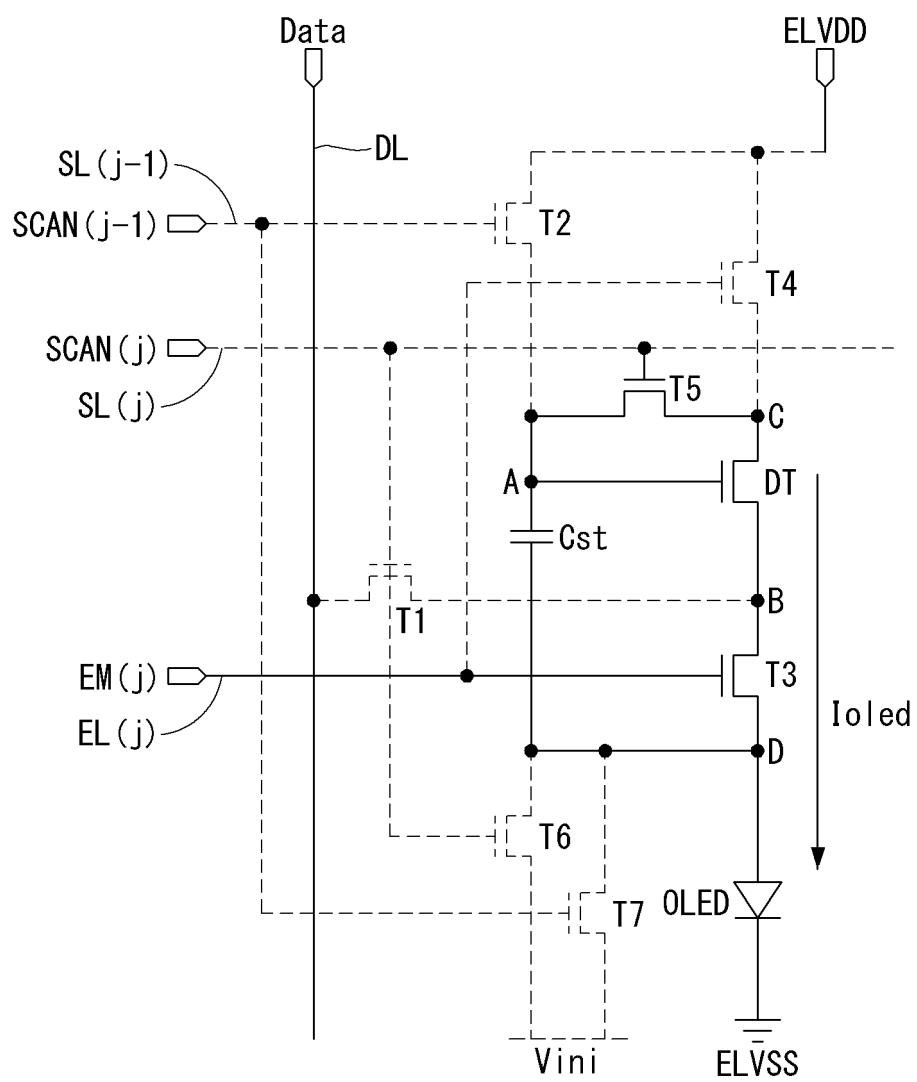 Data
ELVDD
DL
SL(j-1)
SCAN(j-1)
T2
T4
SCAN(j)
SL(j)
T5
C
A
DT
Cst
T1
B
EM(j)
T3
EL(j)
Ioled
D
T6
OLED
T7
Vini
ELVSS